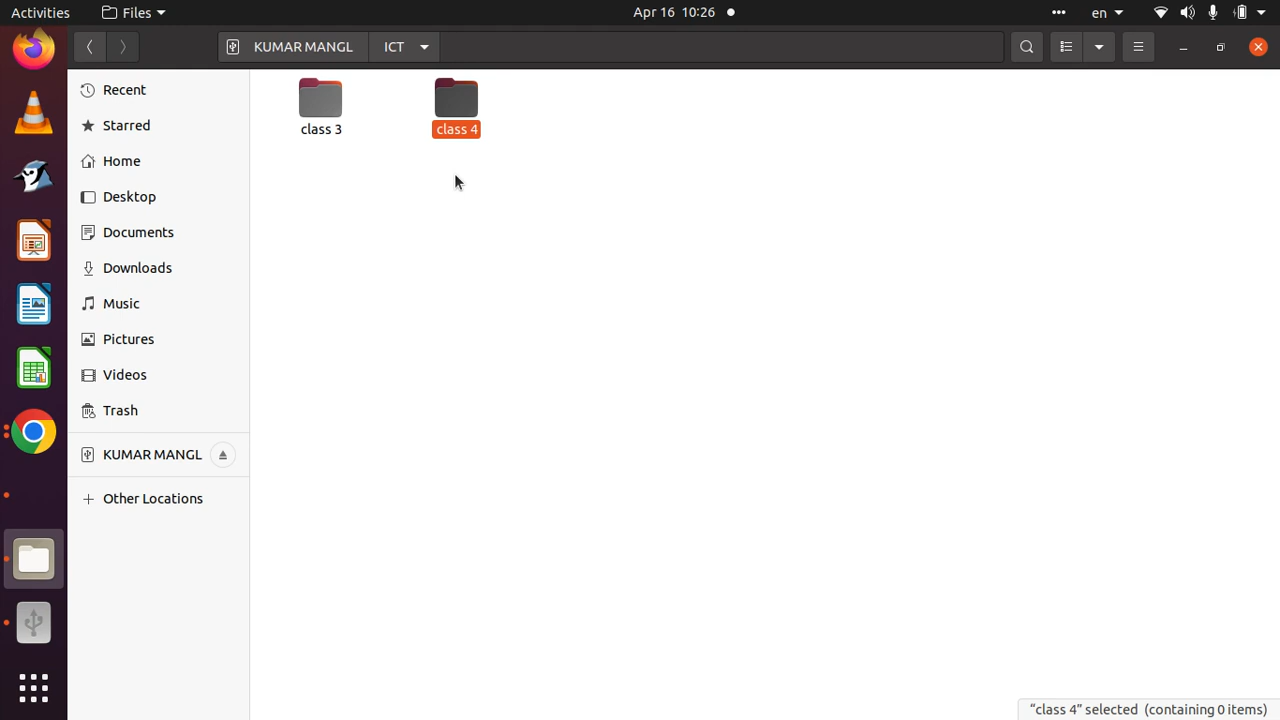 Activities Files Apr 16 10:26 en
KUMAR MANGL ICT
Recent
Starred
Home
Desktop
Documents
Downloads
Music
Pictures
Videos
Trash
KUMAR MANGL
Other Locations
class 3 class 4
“class 4” selected (containing 0 items)